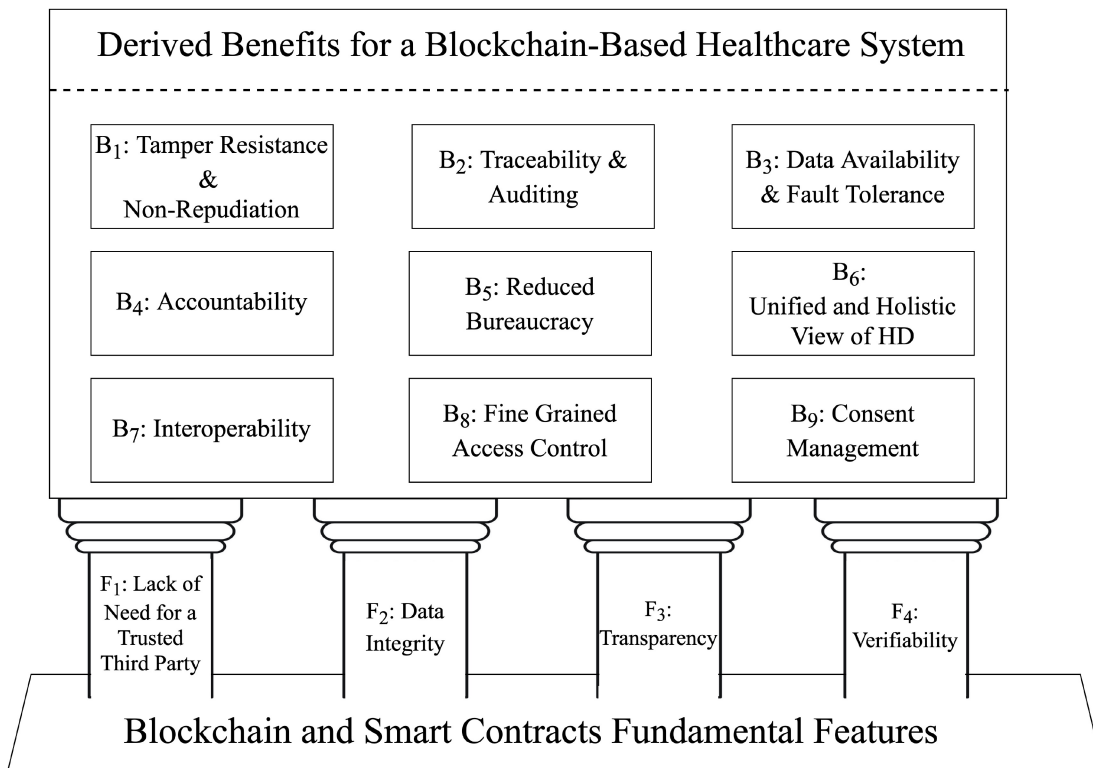 Derived Benefits for a Blockchain-Based Healthcare System
B1: Tamper Resistance
&
Non-Repudiation
B2: Traceability &
Auditing
B3: Data Availability
& Fault Tolerance
B4: Accountability
B5: Reduced
Bureaucracy
B6:
Unified and Holistic
View of HD
B7: Interoperability
B8: Fine Grained
Access Control
B9: Consent
Management
F1: Lack of
Need for a
Trusted
Third Party
F2: Data
Integrity
F3:
Transparency
F4:
Verifiability
Blockchain and Smart Contracts Fundamental Features